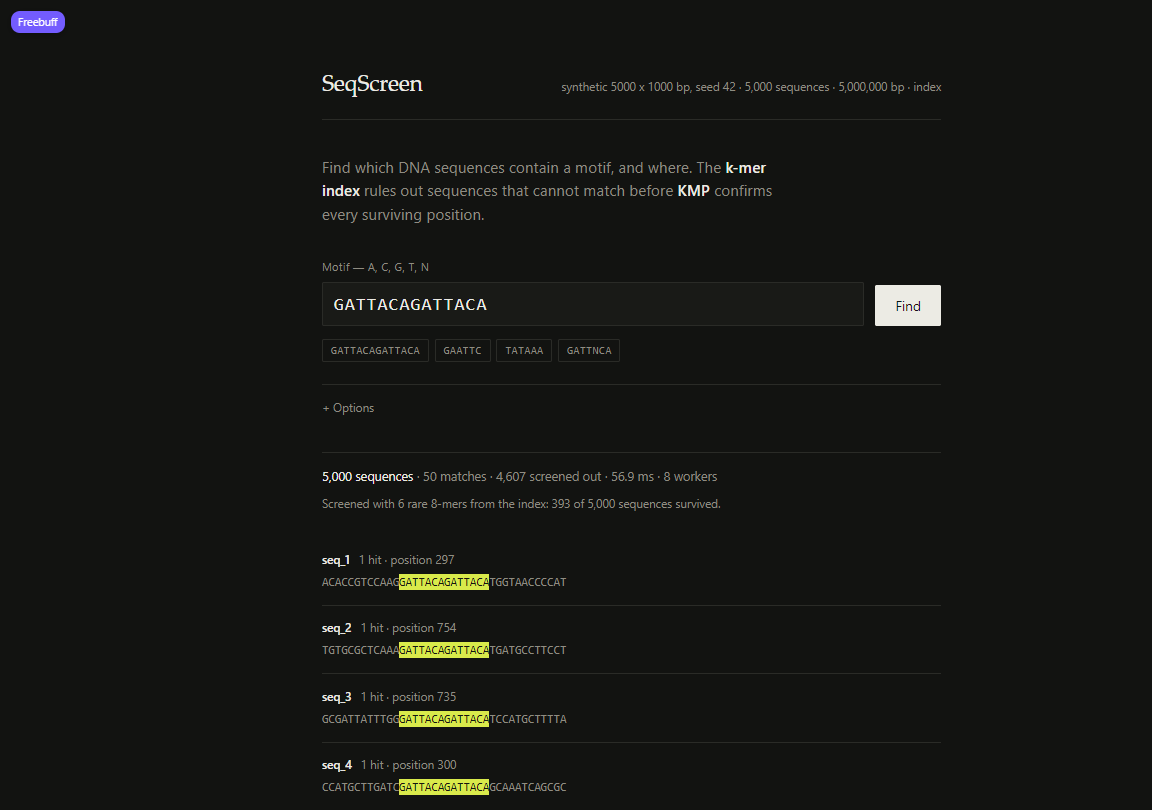 Freebuff
SeqScreen
synthetic 5000 x 1000 bp, seed 42 · 5,000 sequences · 5,000,000 bp · index
Find which DNA sequences contain a motif, and where. The k-mer
index rules out sequences that cannot match before KMP confirms
every surviving position.
Motif — A, C, G, T, N
GATTACAGATTACA
Find
GATTACAGATTACA
GAATTC
TATAAA
GATTNCA
+ Options
5,000 sequences · 50 matches · 4,607 screened out · 56.9 ms · 8 workers
Screened with 6 rare 8-mers from the index: 393 of 5,000 sequences survived.
seq_1 1 hit · position 297
ACACCGTCCAAGGATTACAGATTACATGGTAACCCCAT
seq_2 1 hit · position 754
TGTGCGCTCAAAGATTACAGATTACATGATGCCTTCCT
seq_3 1 hit · position 735
GCGATTATTTGGGATTACAGATTACATCCATGCTTTTA
seq_4 1 hit · position 300
CCATGCTTGATCGATTACAGATTACAGCAAATCAGCGC